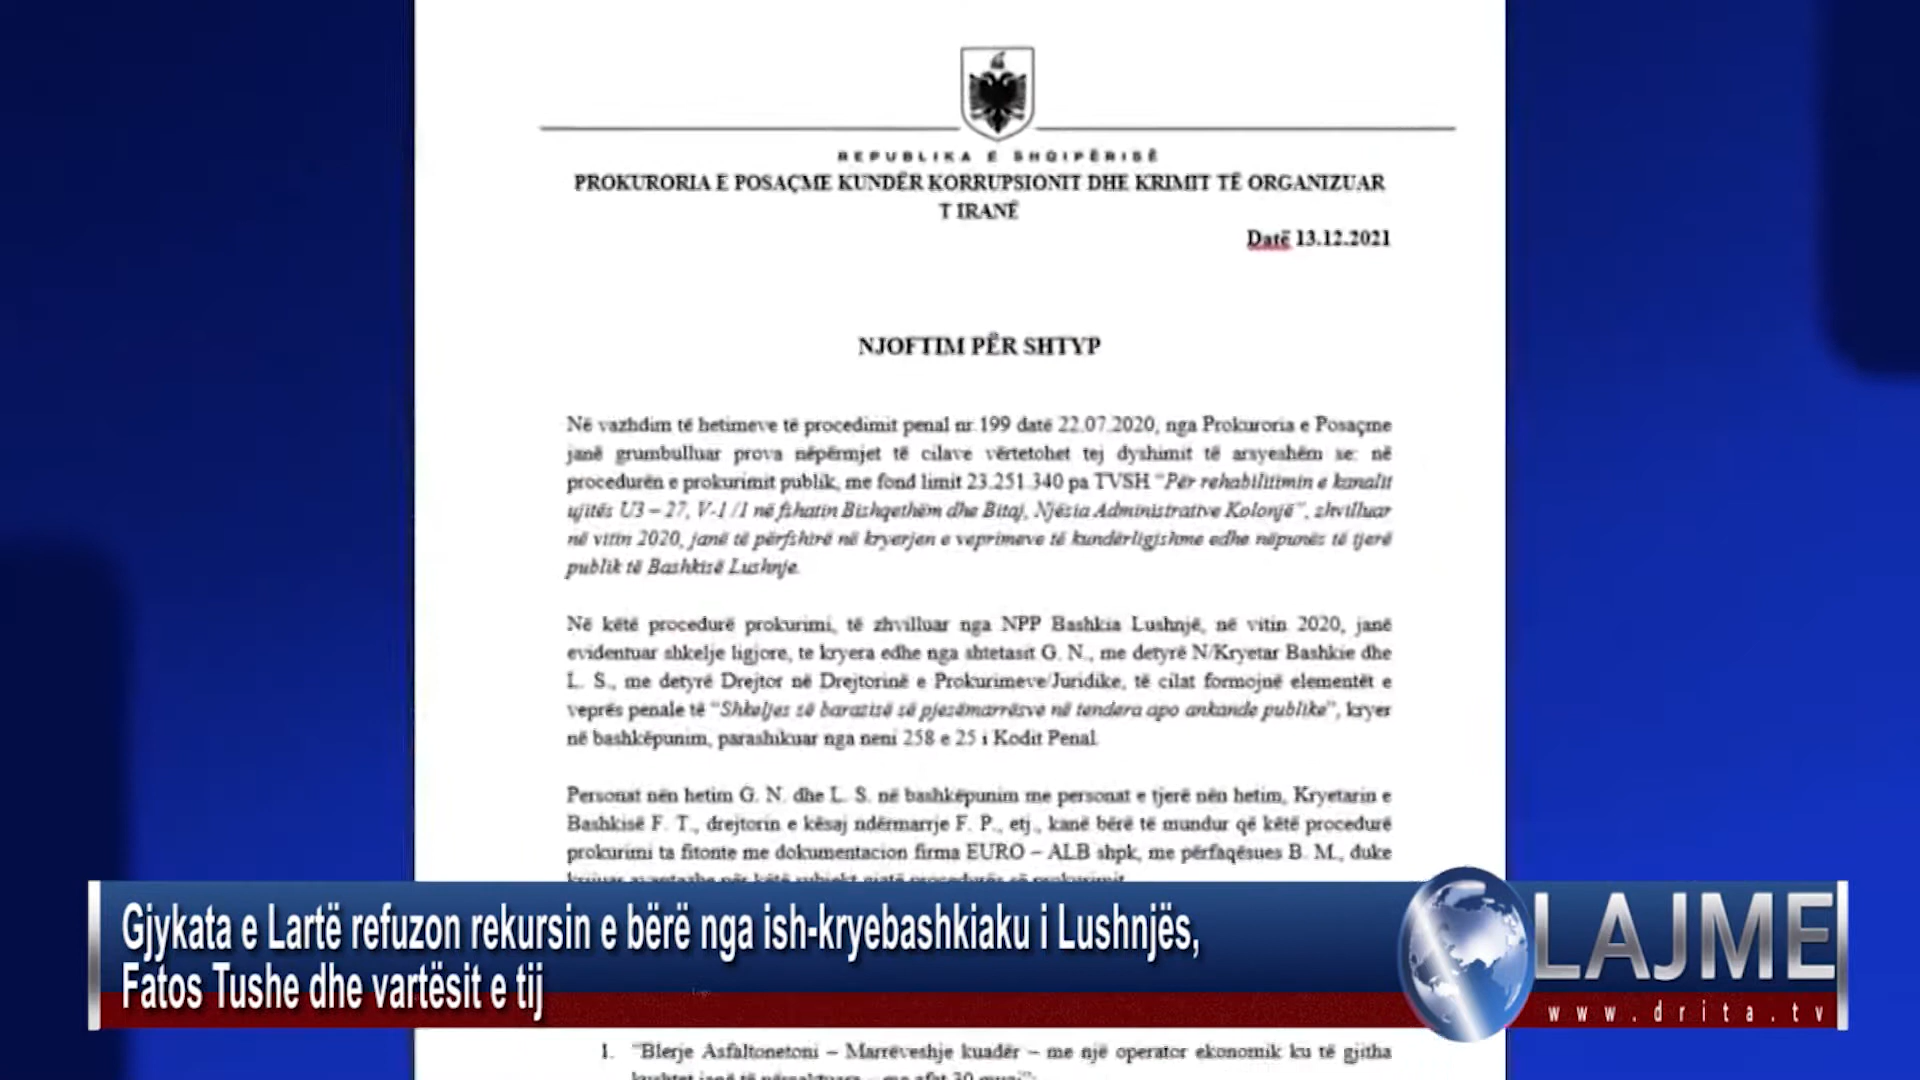 REPUBLIKA E SHQIPËRISË
PROKURORIA E POSAÇME KUNDËR KORRUPSIONIT DHE KRIMIT TË ORGANIZUAR
T IRANË
Datë 13.12.2021
NJOFTIM PËR SHTYP
Në vazhdim të hetimeve të procedimit penal nr.199 datë 22.07.2020, nga Prokuroria e Posaçme
janë grumbulluar prova nëpërmjet të cilave vërtetohet tej dyshimit të arsyeshëm se: në
procedurën e prokurimit publik, me fond limit 23.251.340 pa TVSH “Për rehabilitimin e kanalit
ujitës U3 – 27, V-1/1 në fshatin Bishqethëm dhe Bitaj, Njësia Administrative Kolonjë”, zhvilluar
në vitin 2020, janë të përfshirë në kryerjen e veprimeve të kundërligjshme edhe nëpunës të tjerë
publik të Bashkisë Lushnje.
Në këtë procedurë prokurimi, të zhvilluar nga NPP Bashkia Lushnjë, në vitin 2020, janë
evidentuar shkelje ligjore, te kryera edhe nga shtetasit G. N., me detyrë N/Kryetar Bashkie dhe
L. S., me detyrë Drejtor në Drejtorinë e Prokurimeve/Juridike, të cilat formojnë elementët e
veprës penale të “Shkeljes së barazisë së pjesëmarrësve në tendera apo ankande publike”, kryer
në bashkëpunim, parashikuar nga neni 258 e 25 i Kodit Penal.
Personat nën hetim G. N. dhe L. S. në bashkëpunim me personat e tjerë nën hetim, Kryetarin e
Bashkisë F. T., drejtorin e kësaj ndërmarrje F. P., etj., kanë bërë të mundur që këtë procedurë
prokurimi ta fitonte me dokumentacion firma EURO – ALB shpk, me përfaqësues B. M., duke
krijuar avantazhe për këtë subjekt gjatë procedurës së prokurimit.
Gjykata e Lartë refuzon rekursin e bërë nga ish-kryebashkiaku i Lushnjës,
Fatos Tushe dhe vartësit e tij
LAJME
www.drita.tv
1. “Blerje Asfaltonetoni – Marrëveshje kuadër – me një operator ekonomik ku të gjitha